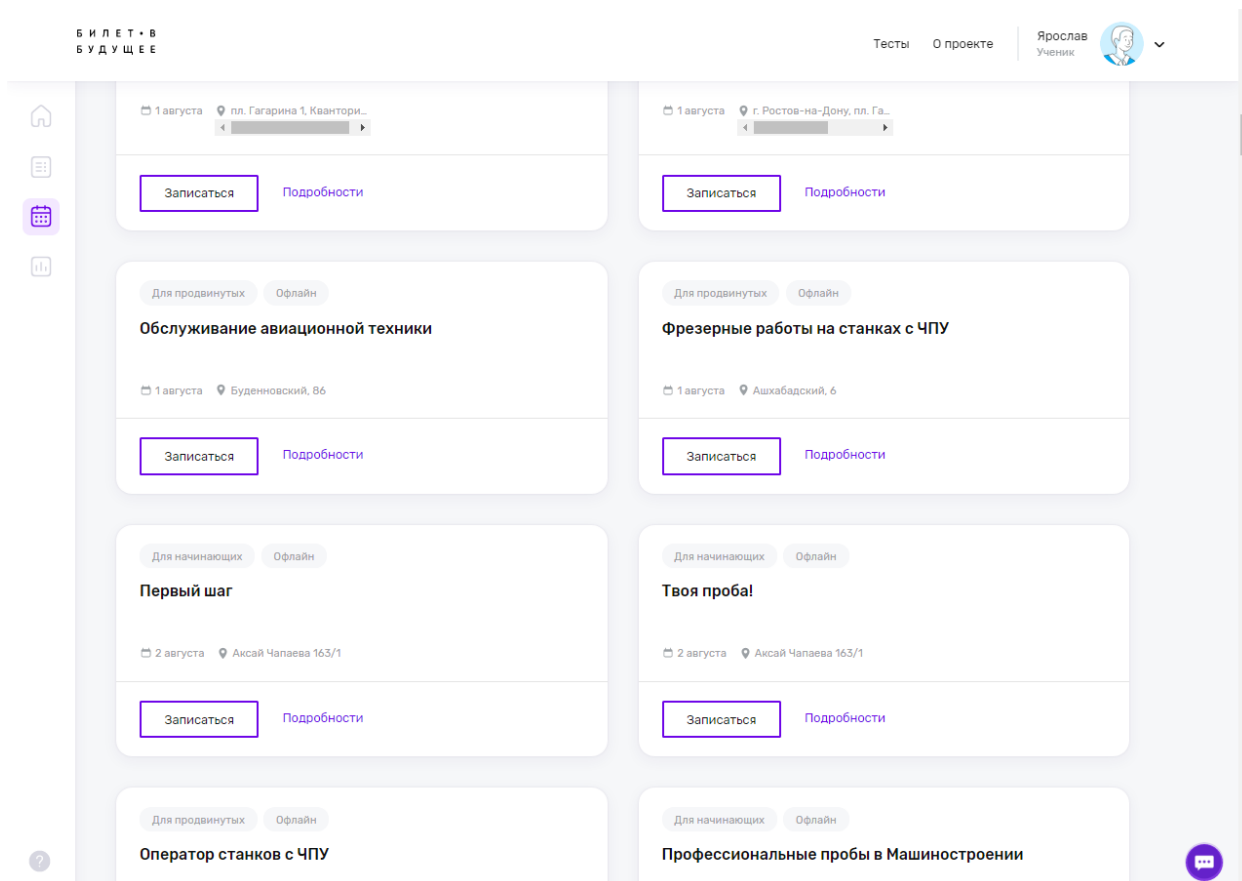 БИЛЕТ•В
БУДУЩЕЕ
Тесты О проекте
Ярослав
Ученик
1 августа пл. Гагарина 1, Квантори...
1 августа г. Ростов-на-Дону, пл. Га...
Записаться Подробности
Записаться Подробности
Для продвинутых Офлайн
Обслуживание авиационной техники
1 августа Буденновский, 86
Записаться Подробности
Для продвинутых Офлайн
Фрезерные работы на станках с ЧПУ
1 августа Ашхабадский, 6
Записаться Подробности
Для начинающих Офлайн
Первый шаг
2 августа Аксай Чапаева 163/1
Записаться Подробности
Для начинающих Офлайн
Твоя проба!
2 августа Аксай Чапаева 163/1
Записаться Подробности
Для продвинутых Офлайн
Оператор станков с ЧПУ
Для начинающих Офлайн
Профессиональные пробы в Машиностроении
?